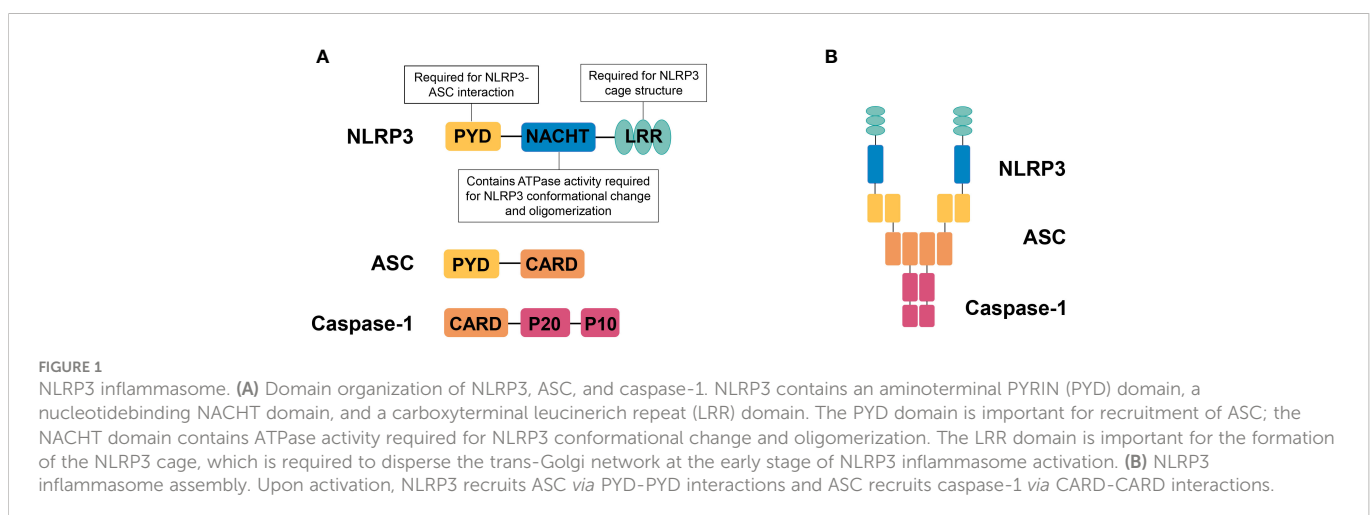 A
Required for NLRP3-
ASC interaction
Required for NLRP3
cage structure
NLRP3
PYD
NACHT
LRR
Contains ATPase activity required
for NLRP3 conformational change
and oligomerization
ASC
PYD
CARD
Caspase-1
CARD
P20
P10
B
NLRP3
ASC
Caspase-1
FIGURE 1
NLRP3 inflammasome. (A) Domain organization of NLRP3, ASC, and caspase-1. NLRP3 contains an aminoterminal PYRIN (PYD) domain, a
nucleotidebinding NACHT domain, and a carboxyterminal leucinerich repeat (LRR) domain. The PYD domain is important for recruitment of ASC; the
NACHT domain contains ATPase activity required for NLRP3 conformational change and oligomerization. The LRR domain is important for the formation
of the NLRP3 cage, which is required to disperse the trans-Golgi network at the early stage of NLRP3 inflammasome activation. (B) NLRP3
inflammasome assembly. Upon activation, NLRP3 recruits ASC via PYD-PYD interactions and ASC recruits caspase-1 via CARD-CARD interactions.